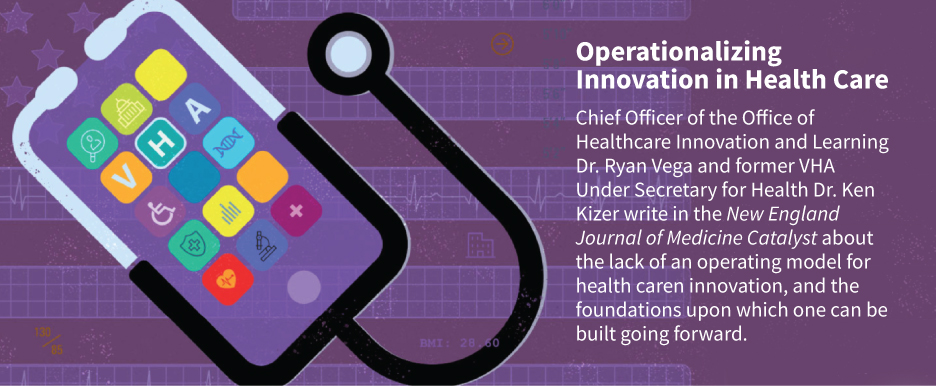 V H A
130/85
BMI: 28.60
Operationalizing
Innovation in Health Care
Chief Officer of the Office of
Healthcare Innovation and Learning
Dr. Ryan Vega and former VHA
Under Secretary for Health Dr. Ken
Kizer write in the New England
Journal of Medicine Catalyst about
the lack of an operating model for
health caren innovation, and the
foundations upon which one can be
built going forward.